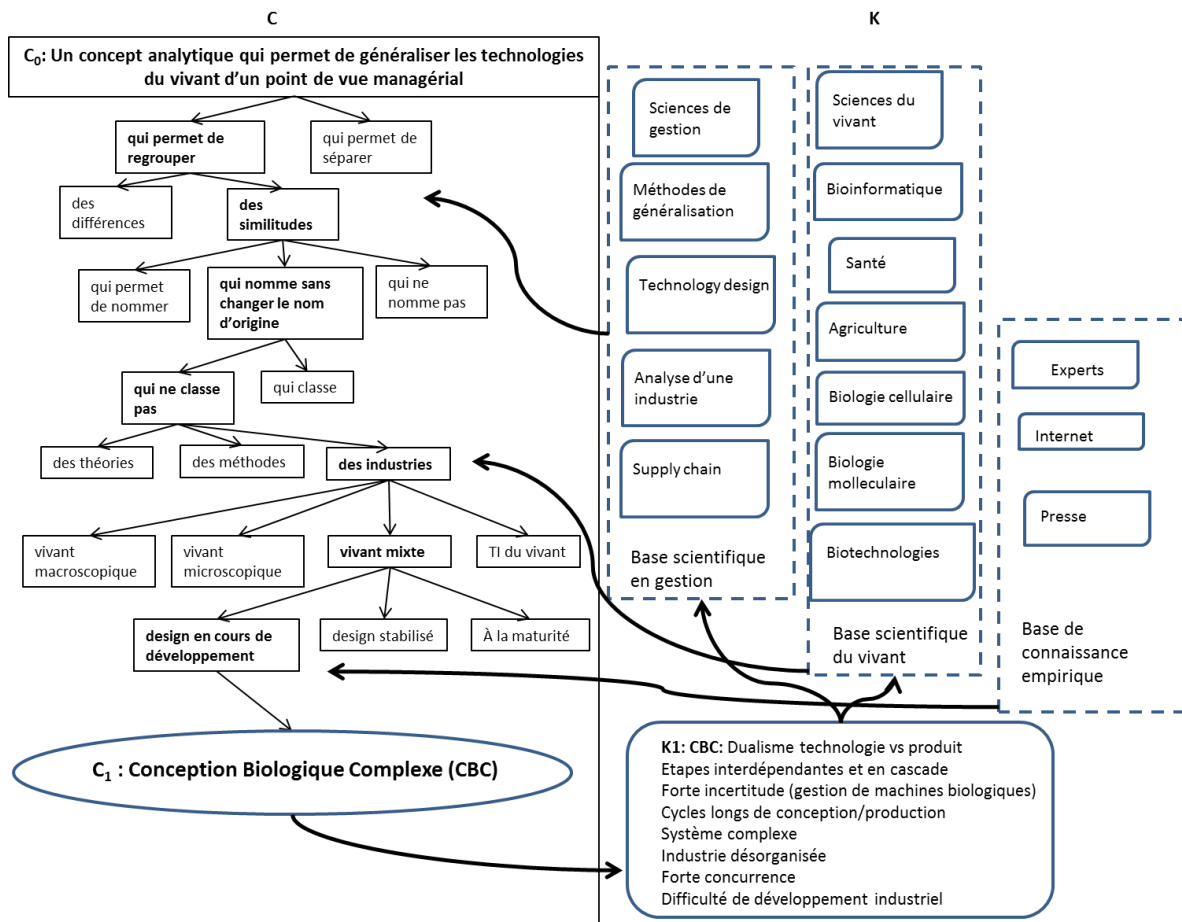 C
K
C₀: Un concept analytique qui permet de généraliser les technologies
du vivant d'un point de vue managérial
qui permet de
regrouper
qui permet de
séparer
des
différences
des
similitudes
qui permet
de nommer
qui nomme sans
changer le nom
d'origine
qui ne
nomme pas
qui ne classe
pas
qui classe
des théories
des méthodes
des industries
vivant
macroscopique
vivant
microscopique
vivant mixte
TI du vivant
design en cours de
développement
design stabilisé
À la maturité
C₁ : Conception Biologique Complexe (CBC)
Sciences de
gestion
Méthodes de
généralisation
Technology design
Analyse d'une
industrie
Supply chain
Base scientifique
en gestion
Sciences du
vivant
Bioinformatique
Santé
Agriculture
Biologie cellulaire
Biologie
molleculaire
Biotechnologies
Base scientifique
du vivant
Experts
Internet
Presse
Base de
connaissance
empirique
K1: CBC: Dualisme technologie vs produit
Etapes interdépendantes et en cascade
Forte incertitude (gestion de machines biologiques)
Cycles longs de conception/production
Système complexe
Industrie désorganisée
Forte concurrence
Difficulté de développement industriel